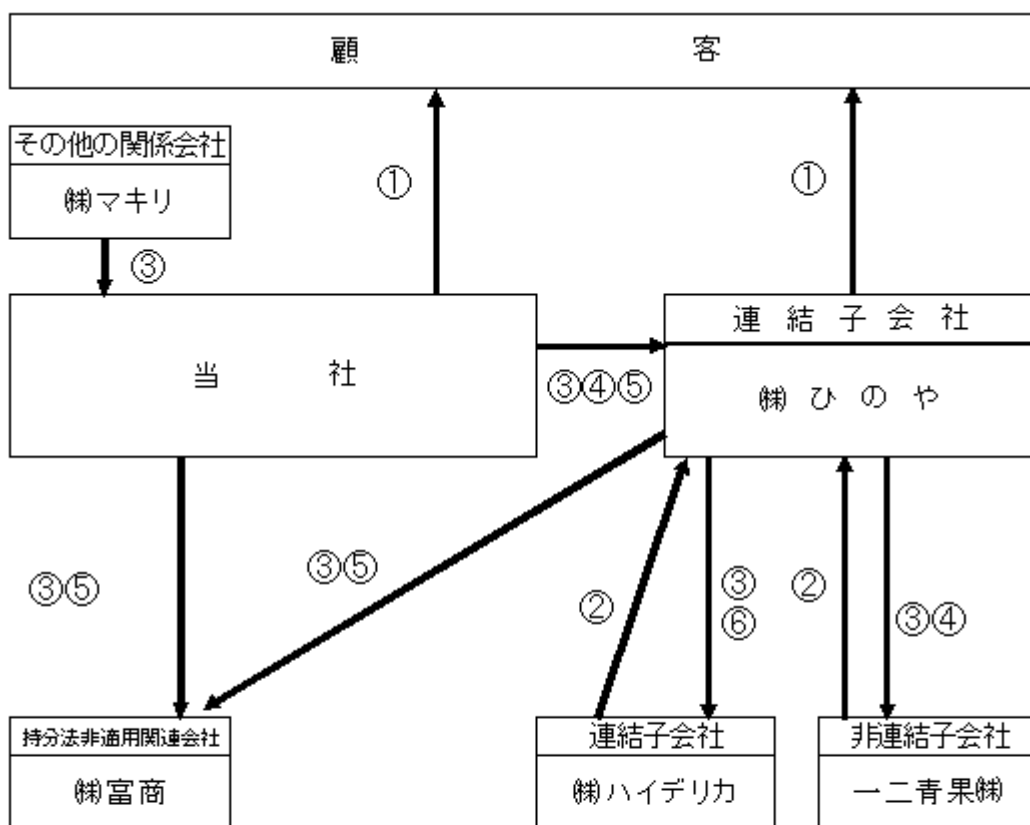 顧客
その他の関係会社
㈱マキリ
①
①
③
当社
連結子会社
㈱ひのや
③④⑤
③⑤
③⑤
②
③
⑥
②
③④
持分法非適用関連会社
㈱富商
連結子会社
㈱ハイデリカ
非連結子会社
一二青果㈱